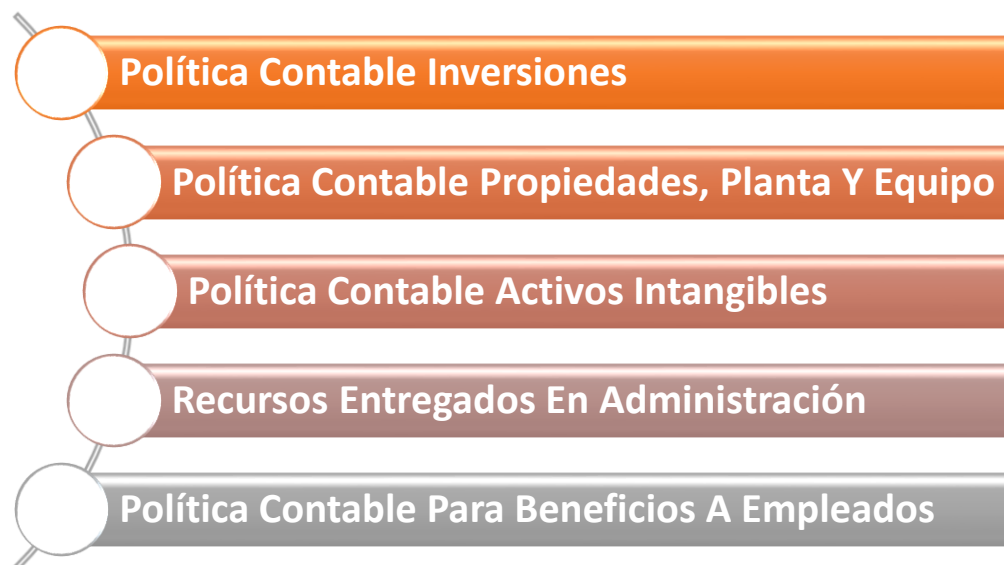 Política Contable Inversiones
Política Contable Propiedades, Planta Y Equipo
Política Contable Activos Intangibles
Recursos Entregados En Administración
Política Contable Para Beneficios A Empleados